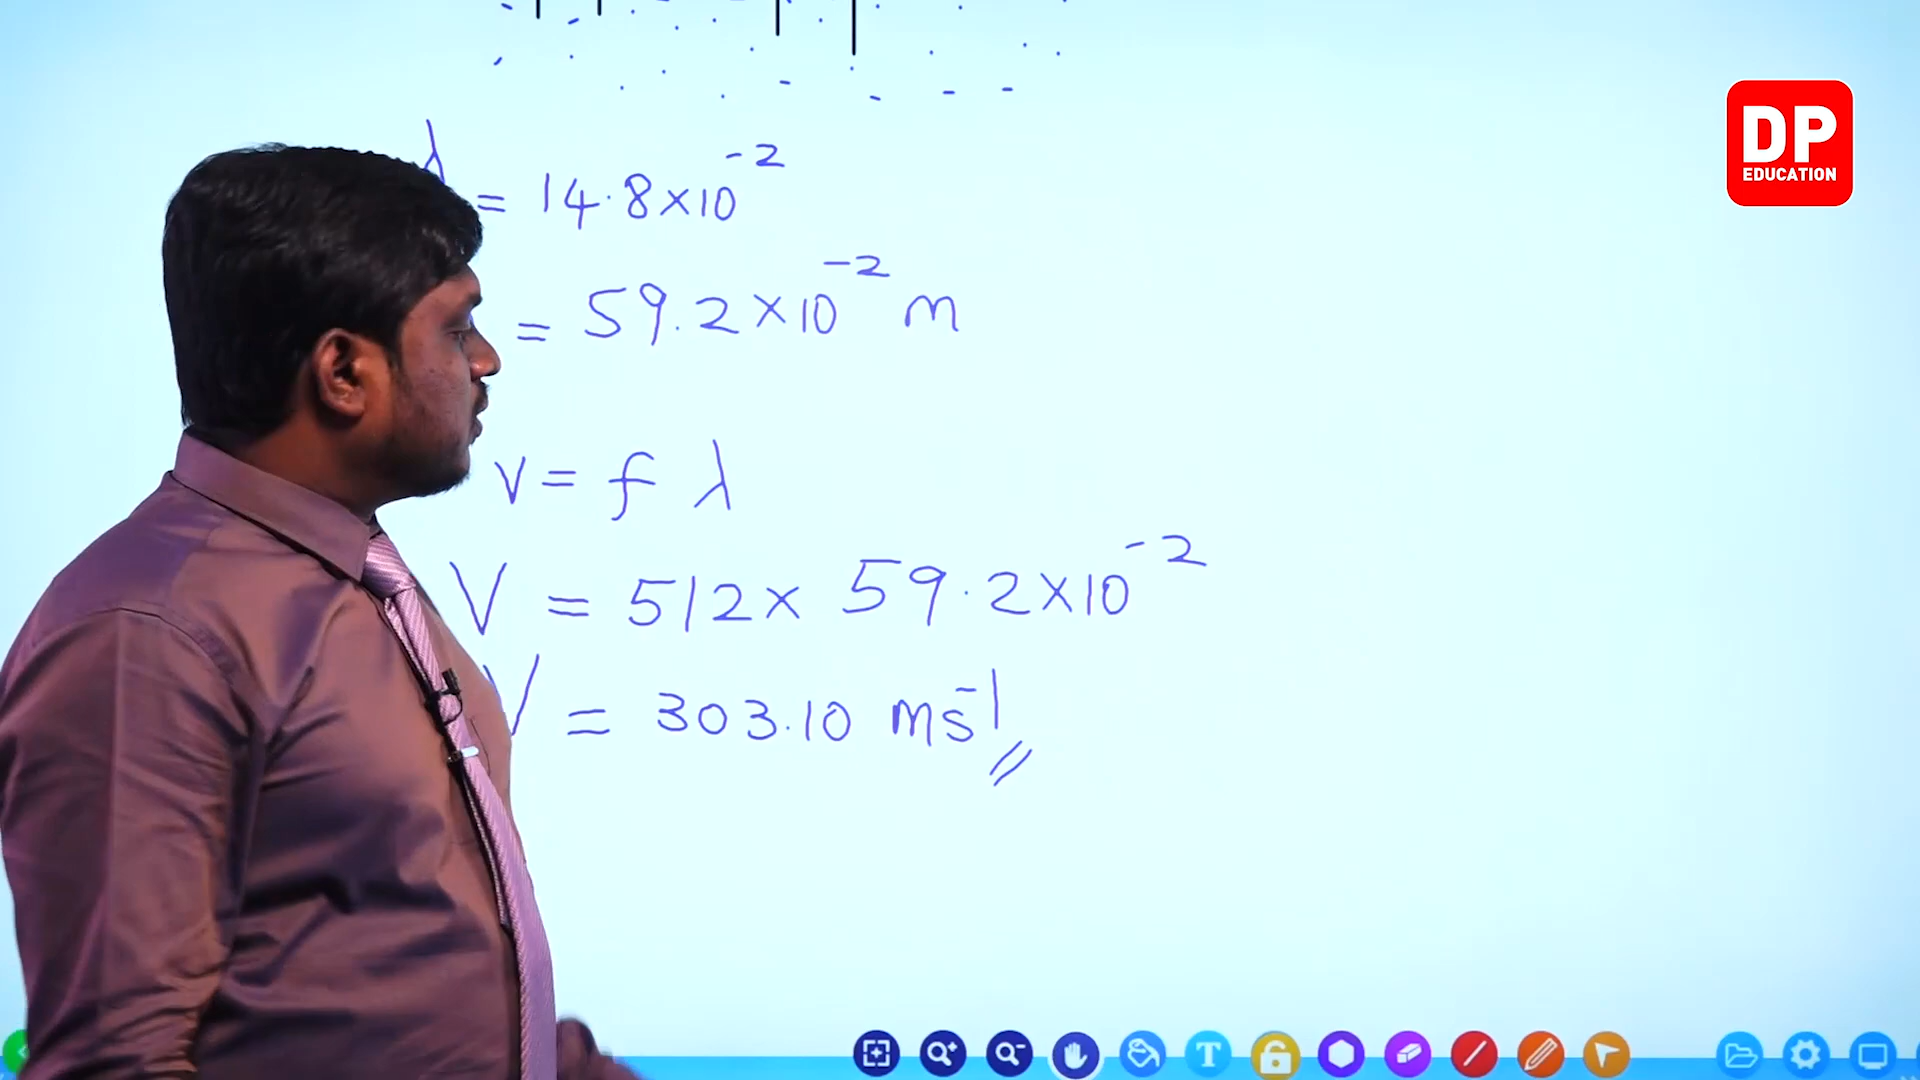 DP
EDUCATION
λ
= 14.8×10⁻²
= 59.2×10⁻² m
v = f λ
V = 512× 59.2×10⁻²
V = 303.10 ms⁻¹
T